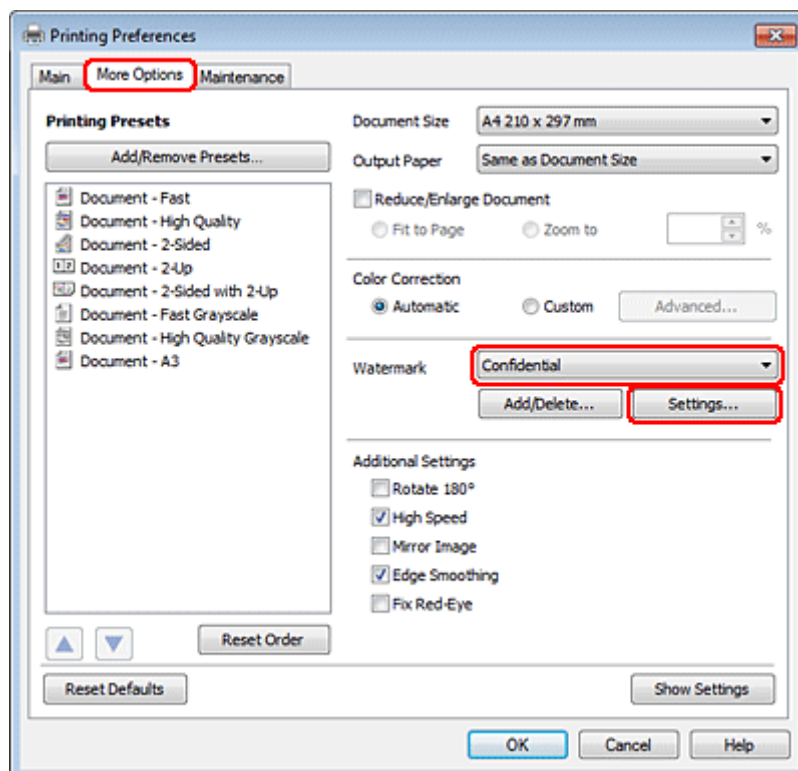 Printing Preferences
Main More Options Maintenance
Printing Presets
Add/Remove Presets...
Document - Fast
Document - High Quality
Document - 2-Sided
Document - 2-Up
Document - 2-Sided with 2-Up
Document - Fast Grayscale
Document - High Quality Grayscale
Document - A3
Reset Order
Document Size A4 210 x 297 mm
Output Paper Same as Document Size
Reduce/Enlarge Document
Fit to Page Zoom to %
Color Correction
Automatic Custom Advanced...
Watermark Confidential
Add/Delete... Settings...
Additional Settings
Rotate 180°
High Speed
Mirror Image
Edge Smoothing
Fix Red-Eye
Reset Defaults Show Settings
OK Cancel Help